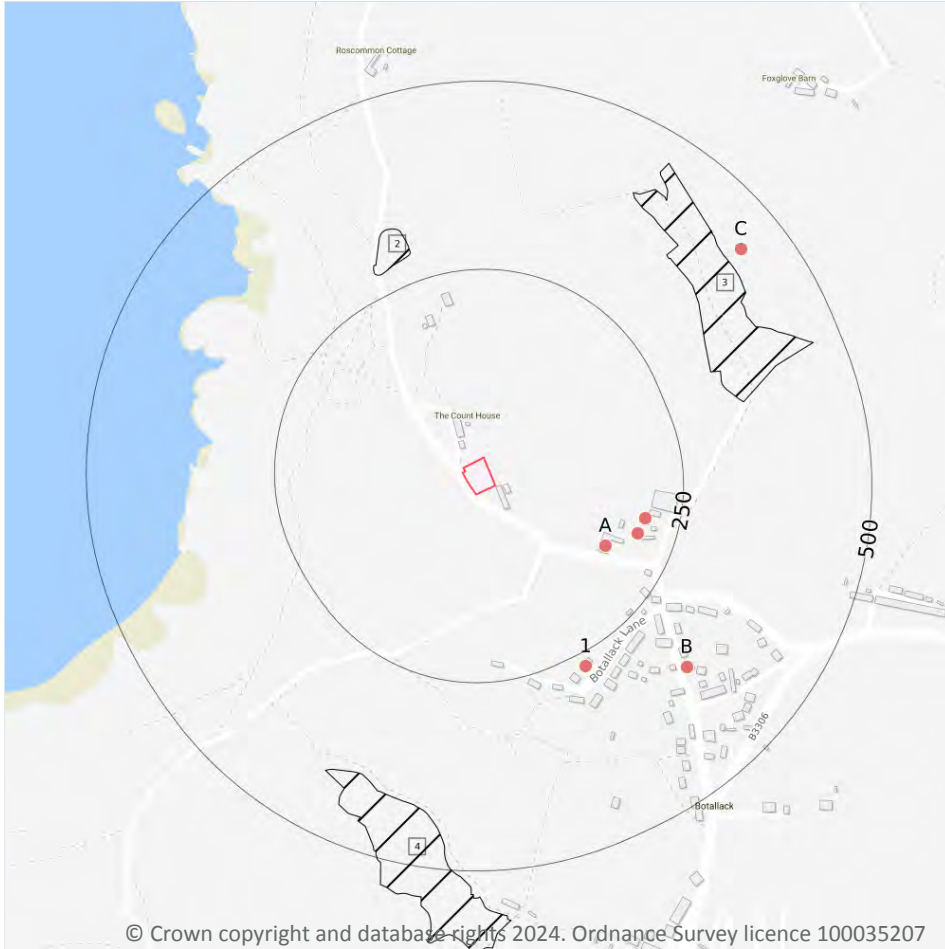 Roscommon Cottage
Foxglove Barn
2
C
3
The Count House
A
250
500
1
Botallack Lane
B
B3306
Botallack
4
© Crown copyright and database rights 2024. Ordnance Survey licence 100035207